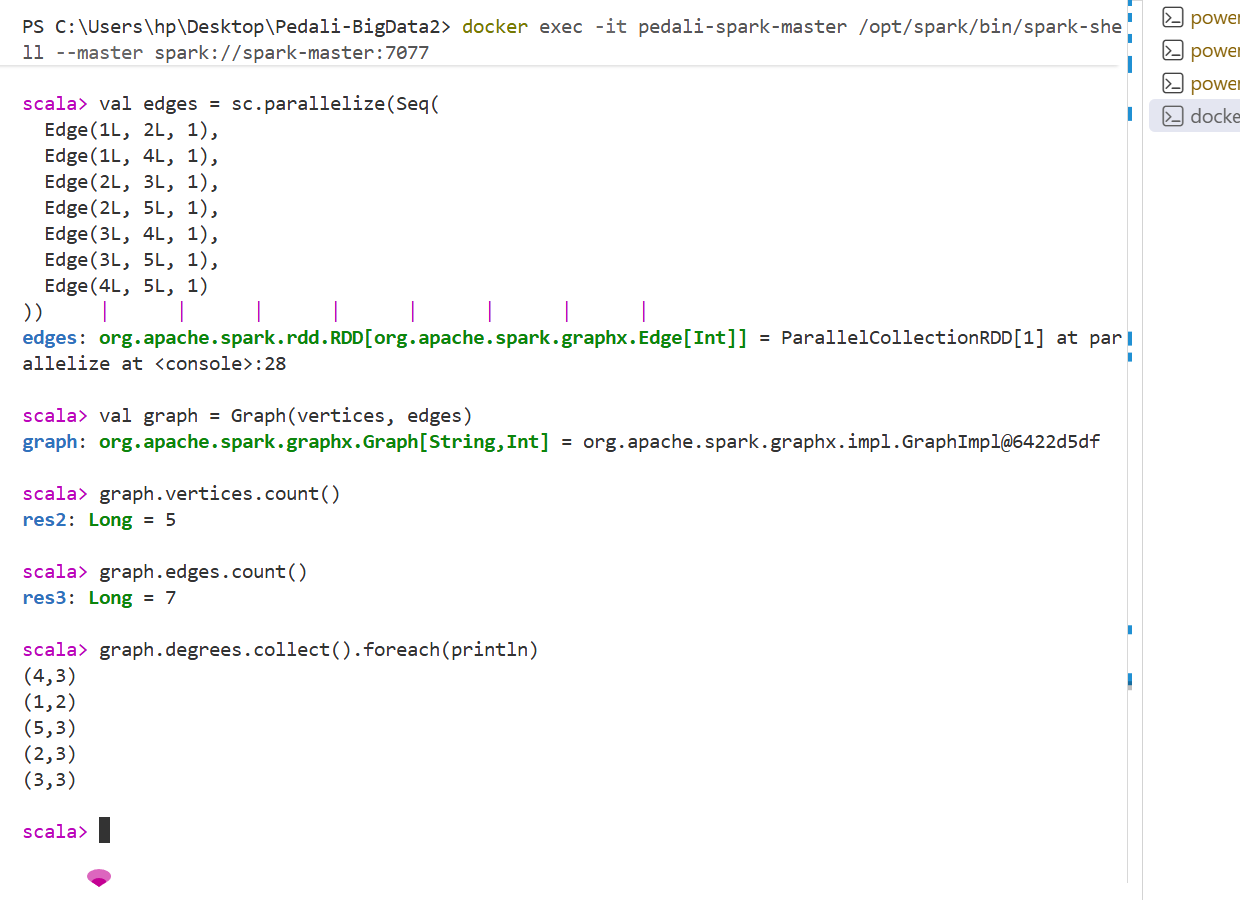 PS C:\Users\hp\Desktop\Pedali-BigData2> docker exec -it pedali-spark-master /opt/spark/bin/spark-she
ll --master spark://spark-master:7077
scala> val edges = sc.parallelize(Seq(
  Edge(1L, 2L, 1),
  Edge(1L, 4L, 1),
  Edge(2L, 3L, 1),
  Edge(2L, 5L, 1),
  Edge(3L, 4L, 1),
  Edge(3L, 5L, 1),
  Edge(4L, 5L, 1)
))     |      |      |      |      |      |      |      |
edges: org.apache.spark.rdd.RDD[org.apache.spark.graphx.Edge[Int]] = ParallelCollectionRDD[1] at par
allelize at <console>:28
scala> val graph = Graph(vertices, edges)
graph: org.apache.spark.graphx.Graph[String,Int] = org.apache.spark.graphx.impl.GraphImpl@6422d5df
scala> graph.vertices.count()
res2: Long = 5
scala> graph.edges.count()
res3: Long = 7
scala> graph.degrees.collect().foreach(println)
(4,3)
(1,2)
(5,3)
(2,3)
(3,3)
scala>
power
power
power
docke